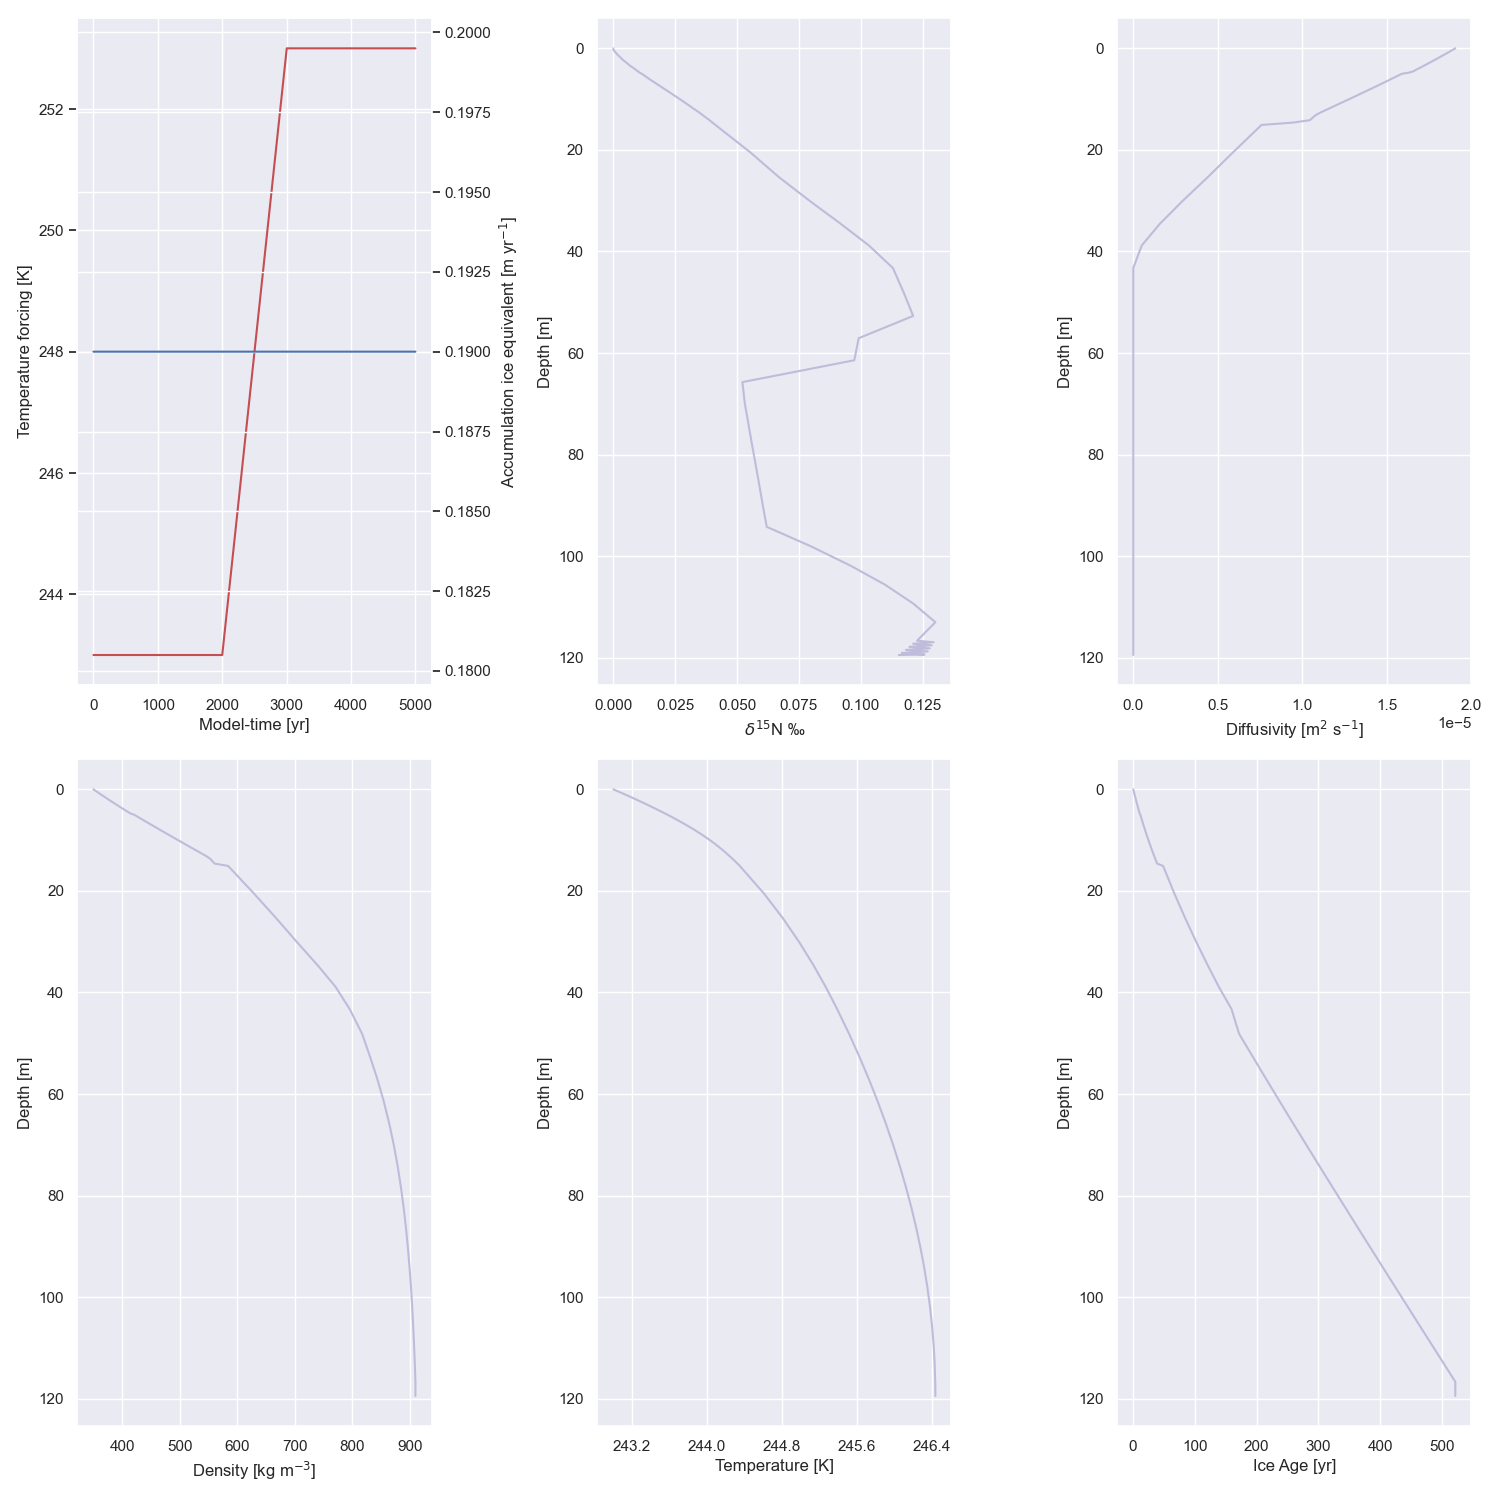 252
250
248
246
244
Temperature forcing [K]
0 1000 2000 3000 4000 5000
Model-time [yr]
0.2000
0.1975
0.1950
0.1925
0.1900
0.1875
0.1850
0.1825
0.1800
Accumulation ice equivalent [m yr⁻¹]
0
20
40
60
80
100
120
Depth [m]
0.000 0.025 0.050 0.075 0.100 0.125
δ¹⁵N ‰
0
20
40
60
80
100
120
Depth [m]
0.0 0.5 1.0 1.5 2.0
1e−5
Diffusivity [m² s⁻¹]
0
20
40
60
80
100
120
Depth [m]
400 500 600 700 800 900
Density [kg m⁻³]
0
20
40
60
80
100
120
Depth [m]
243.2 244.0 244.8 245.6 246.4
Temperature [K]
0
20
40
60
80
100
120
Depth [m]
0 100 200 300 400 500
Ice Age [yr]